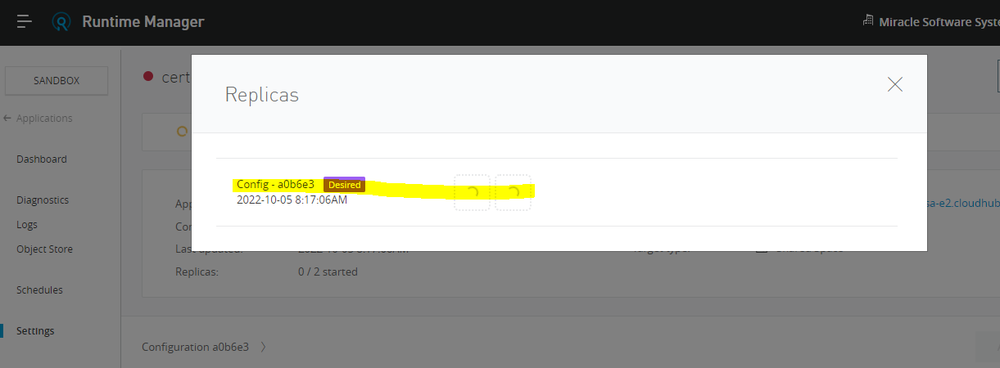 Runtime Manager
Miracle Software Syste
SANDBOX
cert
Applications
Dashboard
Diagnostics
Logs
Object Store
Schedules
Settings
Replicas
Config - a0b6e3 Desired
2022-10-05 8:17:06AM
App
Con
sa-e2.cloudhub
Last updated:
Replicas: 0 / 2 started
Configuration a0b6e3